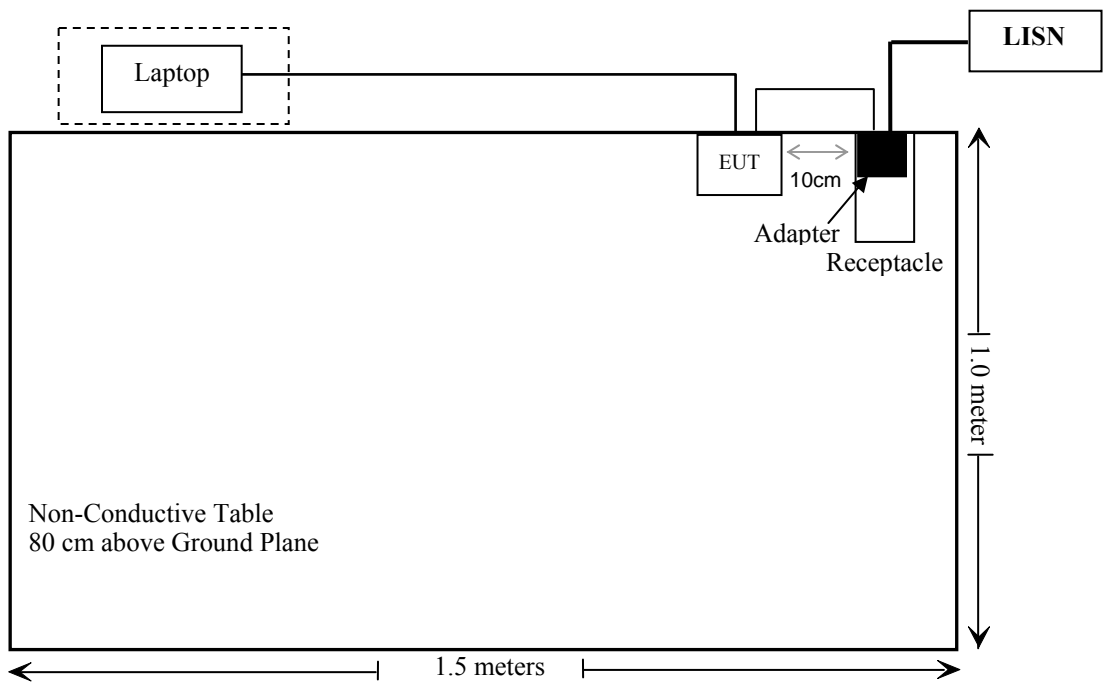 LISN
Laptop
EUT
10cm
Adapter
Receptacle
1.0 meter
Non-Conductive Table
80 cm above Ground Plane
1.5 meters